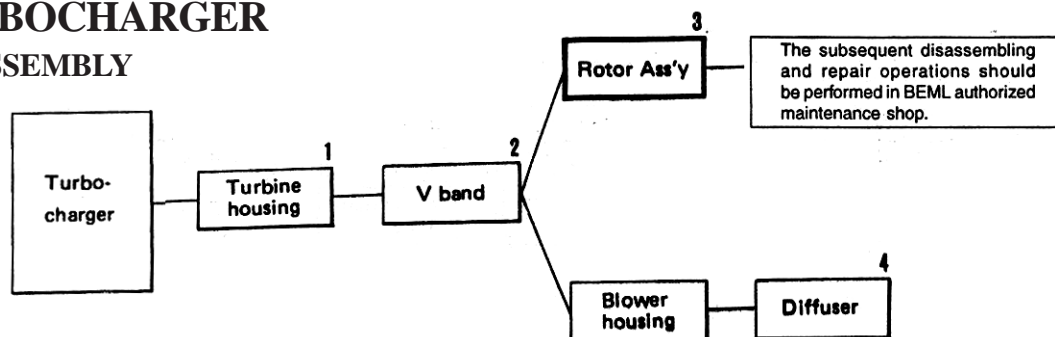 BOCHARGER
SSEMBLY
3
Rotor Ass'y
The subsequent disassembling
and repair operations should
be performed in BEML authorized
maintenance shop.
1
2
Turbo-
charger
Turbine
housing
V band
4
Blower
housing
Diffuser